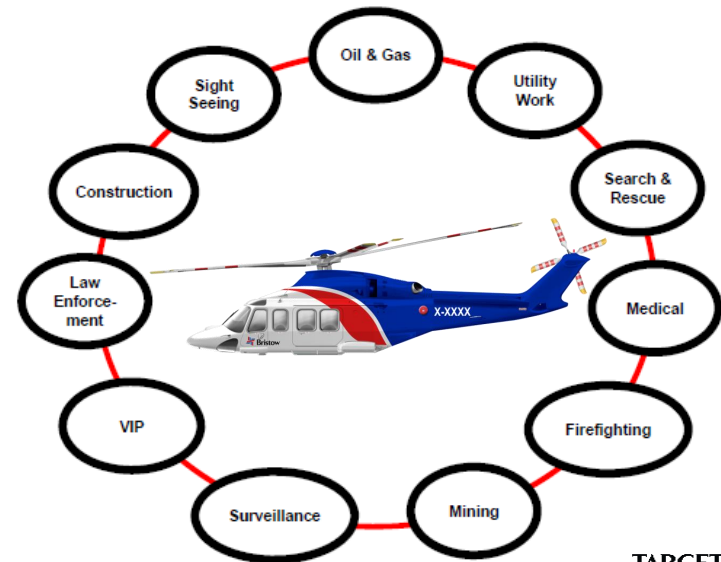 Oil & Gas
Utility
Work
Search &
Rescue
Medical
Firefighting
Mining
Surveillance
VIP
Law
Enforce-
ment
Construction
Sight
Seeing
X-XXXX
Bristow
TARGET